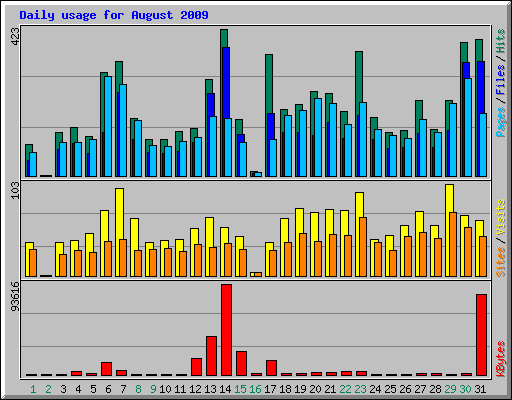 Daily usage for August 2009
423
Pages / Files / Hits
103
Sites / Visits
93616
KBytes
1 2 3 4 5 6 7 8 9 10 11 12 13 14 15 16 17 18 19 20 21 22 23 24 25 26 27 28 29 30 31